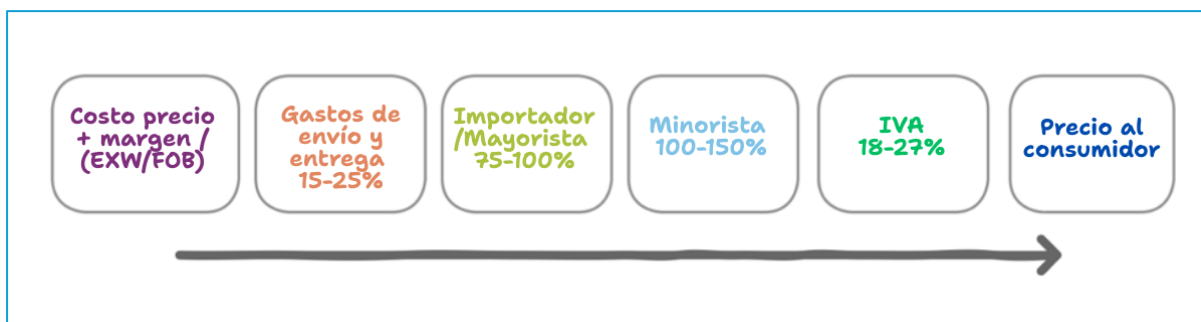 Costo precio
+ margen /
(EXW/FOB)
Gastos de
envío y
entrega
15-25%
Importador
/Mayorista
75-100%
Minorista
100-150%
IVA
18-27%
Precio al
consumidor